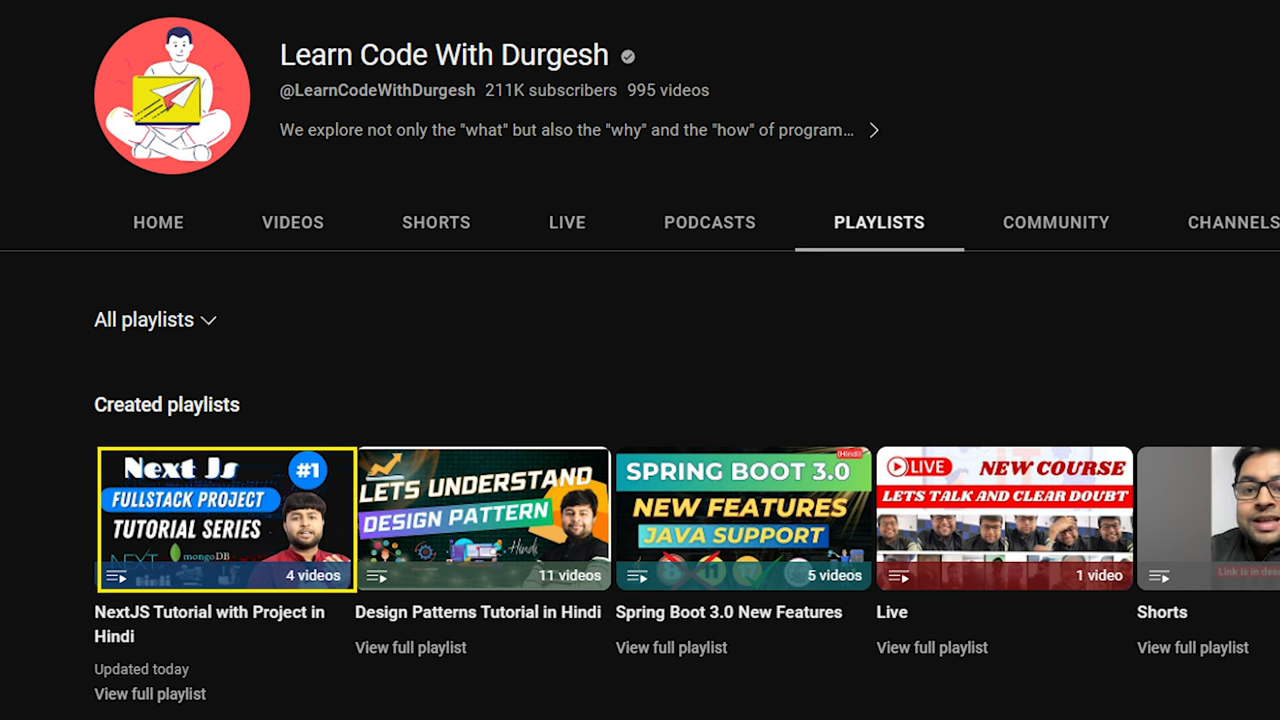 Learn Code With Durgesh
@LearnCodeWithDurgesh 211K subscribers 995 videos
We explore not only the "what" but also the "why" and the "how" of program...
HOME VIDEOS SHORTS LIVE PODCASTS PLAYLISTS COMMUNITY CHANNELS
All playlists
Created playlists
Next Js #1
FULLSTACK PROJECT
TUTORIAL SERIES
NEXT mongoDB
Hindi
4 videos
NextJS Tutorial with Project in
Hindi
Updated today
View full playlist
LETS UNDERSTAND
DESIGN PATTERN
Hindi
11 videos
Design Patterns Tutorial in Hindi
View full playlist
[Hindi]
SPRING BOOT 3.0
NEW FEATURES
JAVA SUPPORT
5 videos
Spring Boot 3.0 New Features
View full playlist
LIVE NEW COURSE
LETS TALK AND CLEAR DOUBT
1 video
Live
View full playlist
Link is in
Shorts
View full playlist